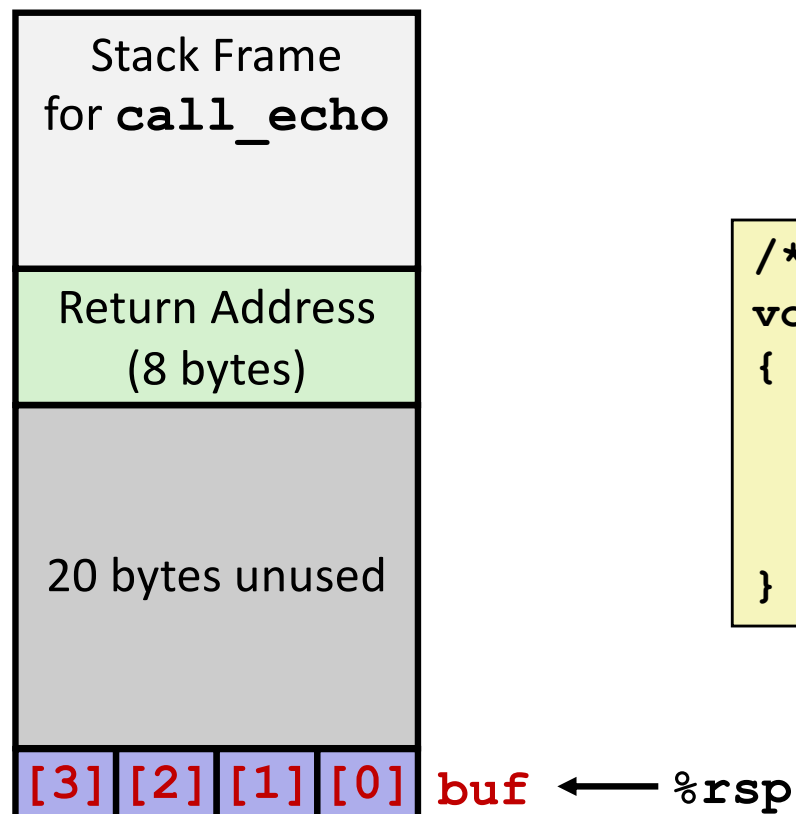 Stack Frame
for call_echo
Return Address
(8 bytes)
20 bytes unused
[3] [2] [1] [0] buf %rsp
/*
vo
{
}